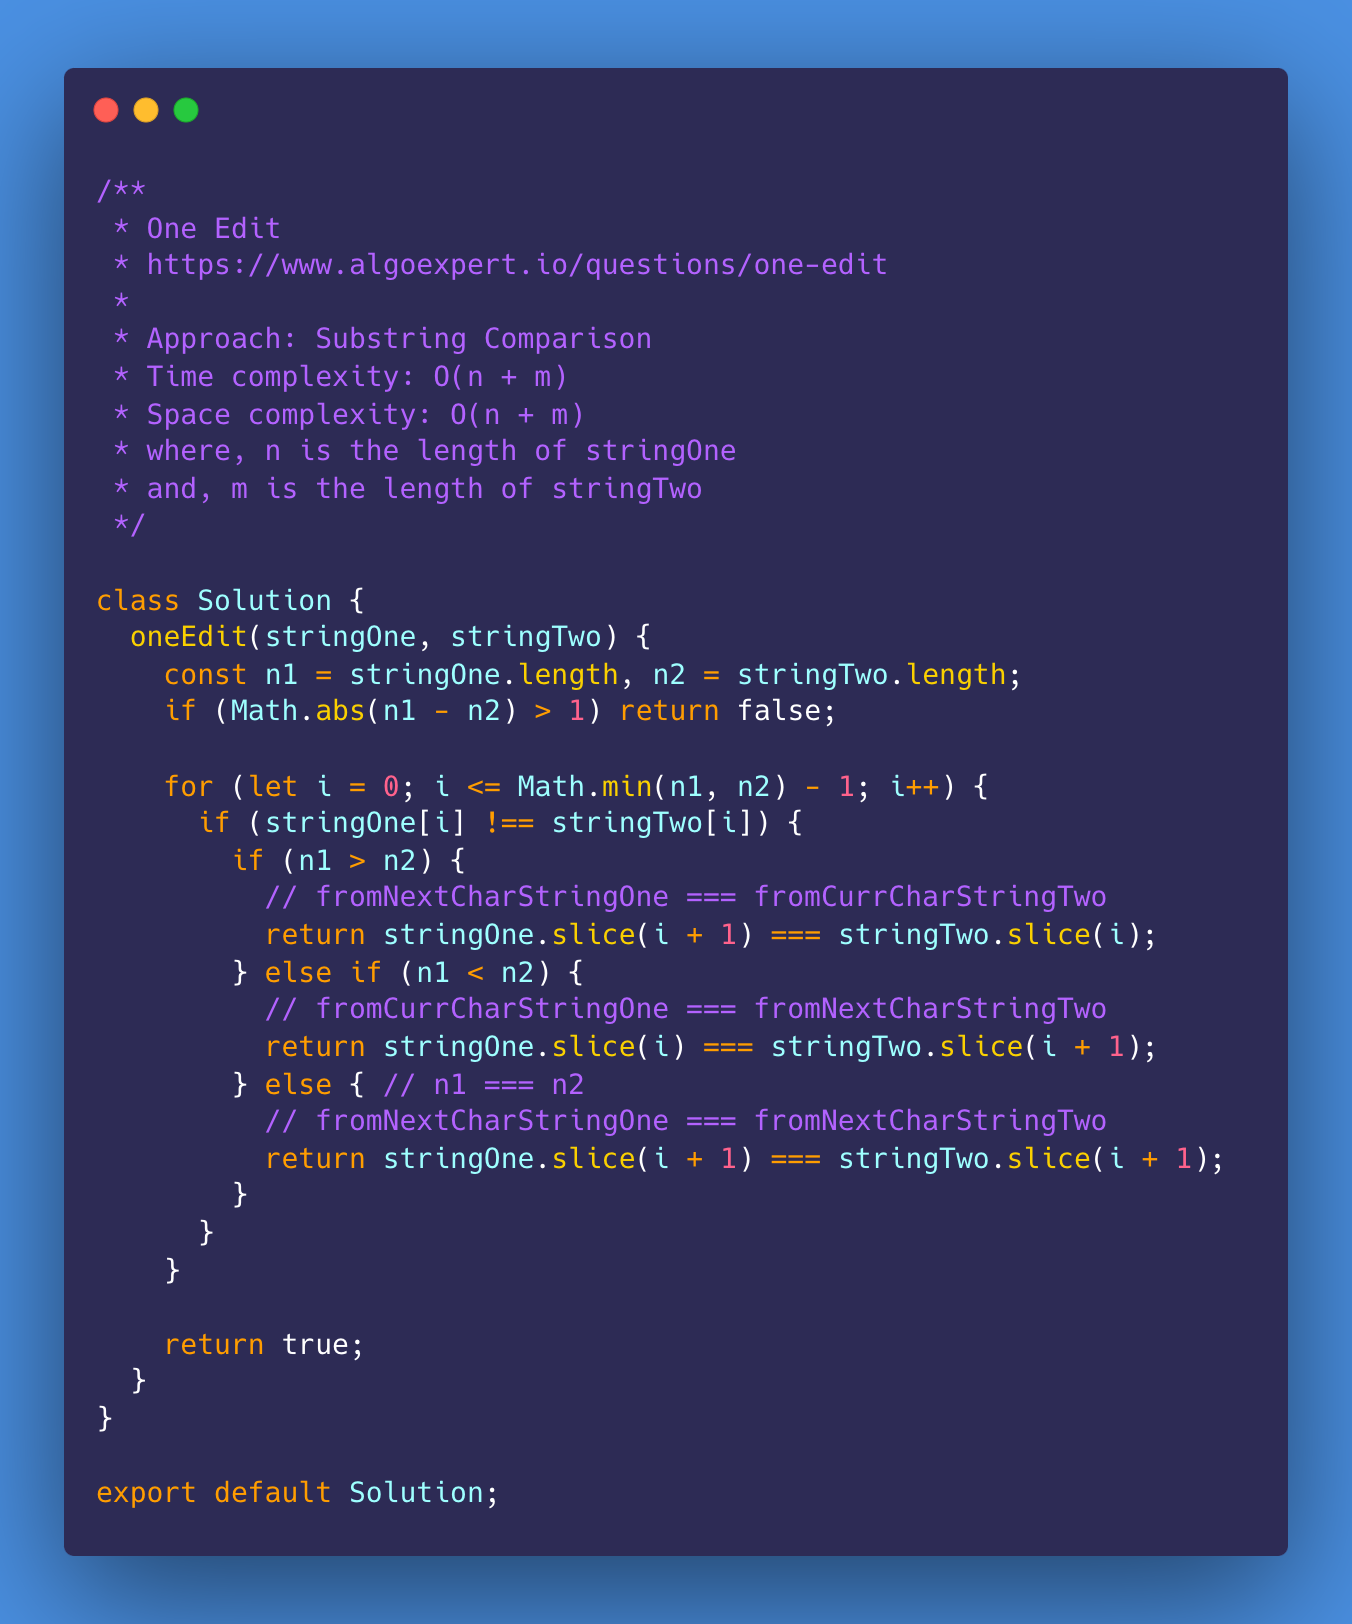 /**
 * One Edit
 * https://www.algoexpert.io/questions/one-edit
 *
 * Approach: Substring Comparison
 * Time complexity: O(n + m)
 * Space complexity: O(n + m)
 * where, n is the length of stringOne
 * and, m is the length of stringTwo
 */

class Solution {
  oneEdit(stringOne, stringTwo) {
    const n1 = stringOne.length, n2 = stringTwo.length;
    if (Math.abs(n1 - n2) > 1) return false;

    for (let i = 0; i <= Math.min(n1, n2) - 1; i++) {
      if (stringOne[i] !== stringTwo[i]) {
        if (n1 > n2) {
          // fromNextCharStringOne === fromCurrCharStringTwo
          return stringOne.slice(i + 1) === stringTwo.slice(i);
        } else if (n1 < n2) {
          // fromCurrCharStringOne === fromNextCharStringTwo
          return stringOne.slice(i) === stringTwo.slice(i + 1);
        } else { // n1 === n2
          // fromNextCharStringOne === fromNextCharStringTwo
          return stringOne.slice(i + 1) === stringTwo.slice(i + 1);
        }
      }
    }

    return true;
  }
}

export default Solution;